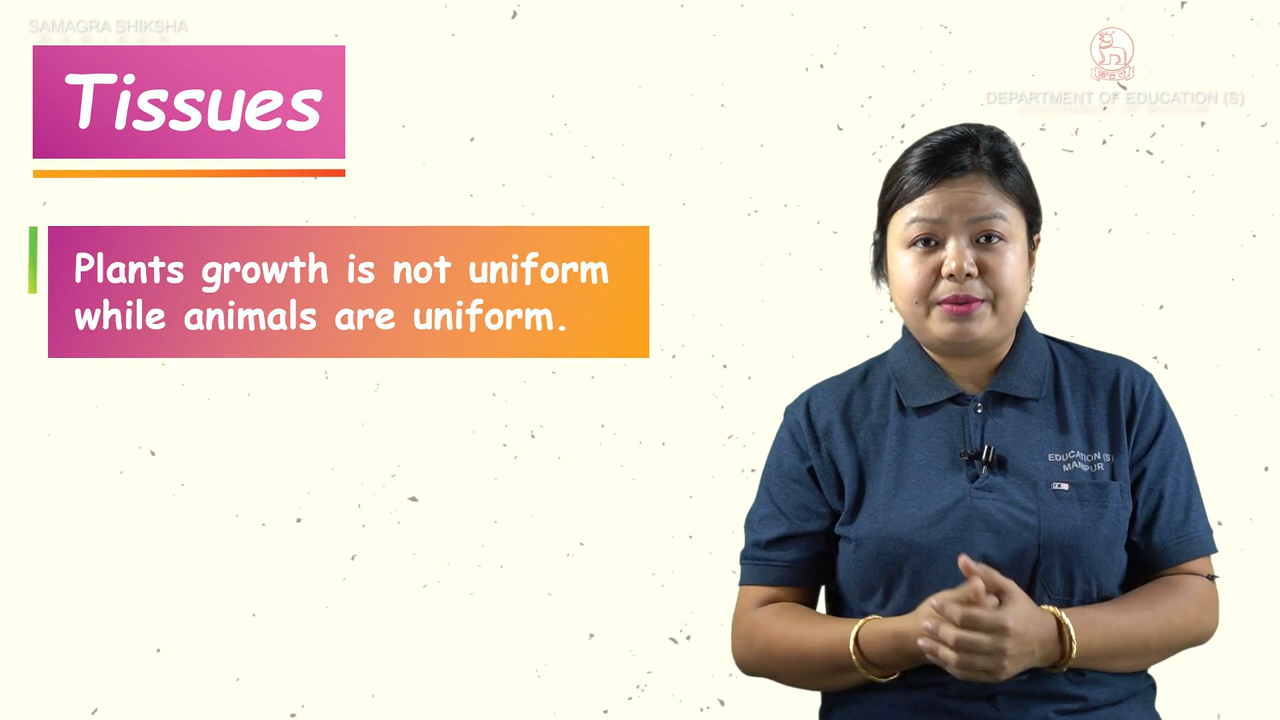 SAMAGRA SHIKSHA
Tissues
DEPARTMENT OF EDUCATION (S)
Plants growth is not uniform
while animals are uniform.
EDUCATION (S)
MANIPUR